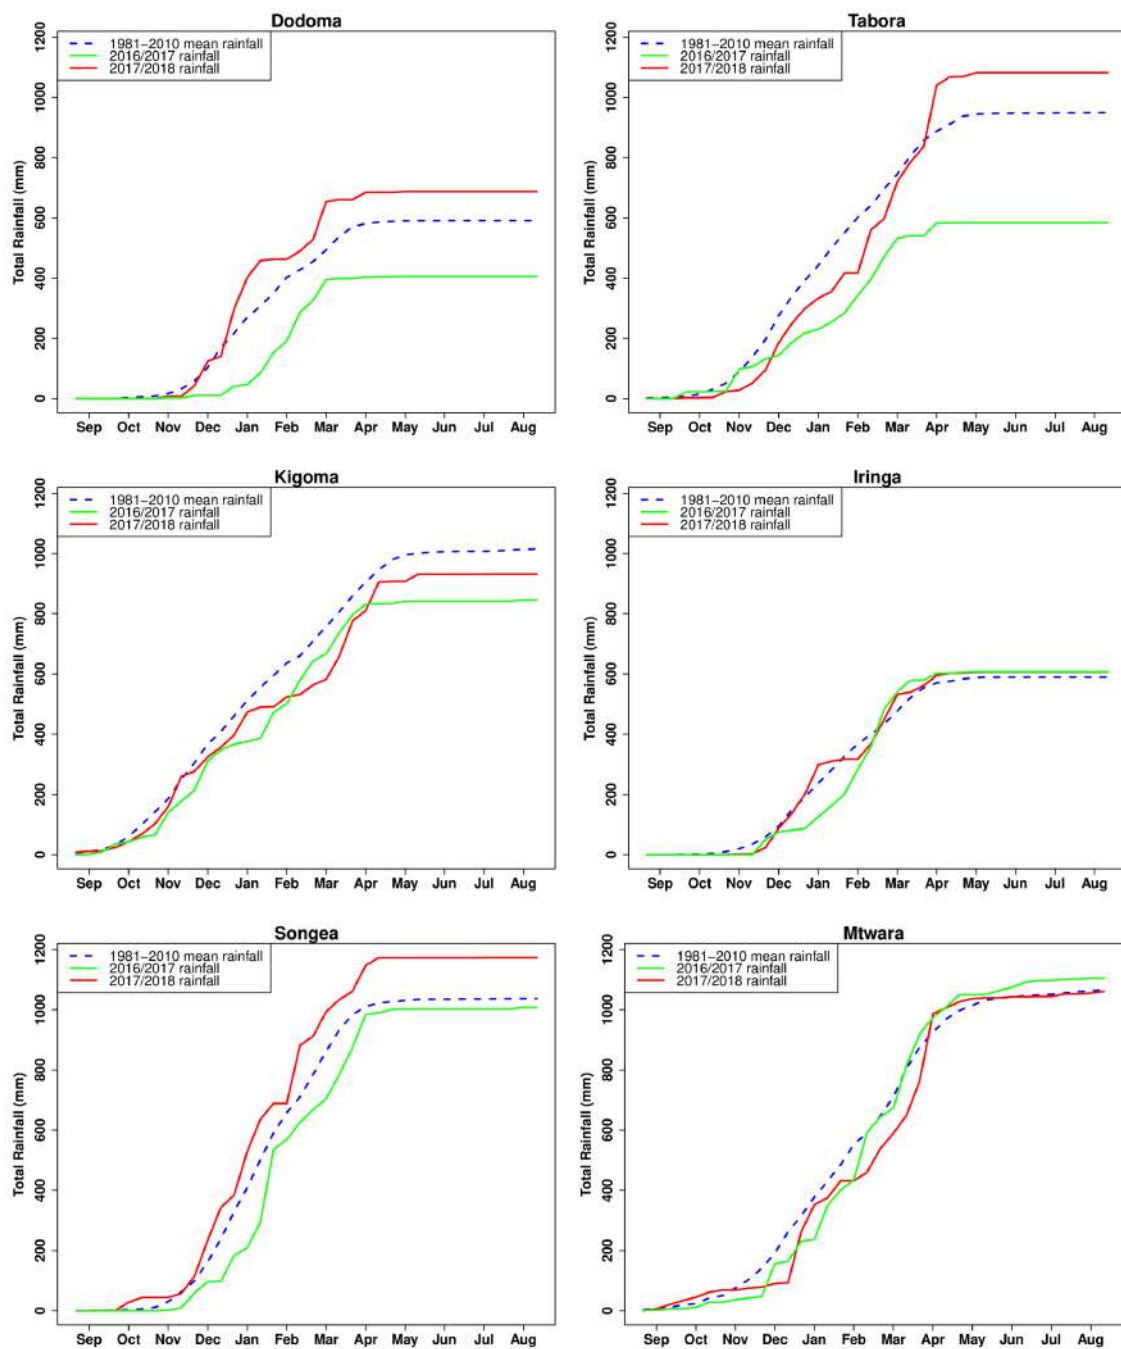 Dodoma
1981−2010 mean rainfall
2016/2017 rainfall
2017/2018 rainfall
Total Rainfall (mm)
0 200 400 600 800 1000 1200
Sep Oct Nov Dec Jan Feb Mar Apr May Jun Jul Aug
Tabora
1981−2010 mean rainfall
2016/2017 rainfall
2017/2018 rainfall
Total Rainfall (mm)
0 200 400 600 800 1000 1200
Sep Oct Nov Dec Jan Feb Mar Apr May Jun Jul Aug
Kigoma
1981−2010 mean rainfall
2016/2017 rainfall
2017/2018 rainfall
Total Rainfall (mm)
0 200 400 600 800 1000 1200
Sep Oct Nov Dec Jan Feb Mar Apr May Jun Jul Aug
Iringa
1981−2010 mean rainfall
2016/2017 rainfall
2017/2018 rainfall
Total Rainfall (mm)
0 200 400 600 800 1000 1200
Sep Oct Nov Dec Jan Feb Mar Apr May Jun Jul Aug
Songea
1981−2010 mean rainfall
2016/2017 rainfall
2017/2018 rainfall
Total Rainfall (mm)
0 200 400 600 800 1000 1200
Sep Oct Nov Dec Jan Feb Mar Apr May Jun Jul Aug
Mtwara
1981−2010 mean rainfall
2016/2017 rainfall
2017/2018 rainfall
Total Rainfall (mm)
0 200 400 600 800 1000 1200
Sep Oct Nov Dec Jan Feb Mar Apr May Jun Jul Aug